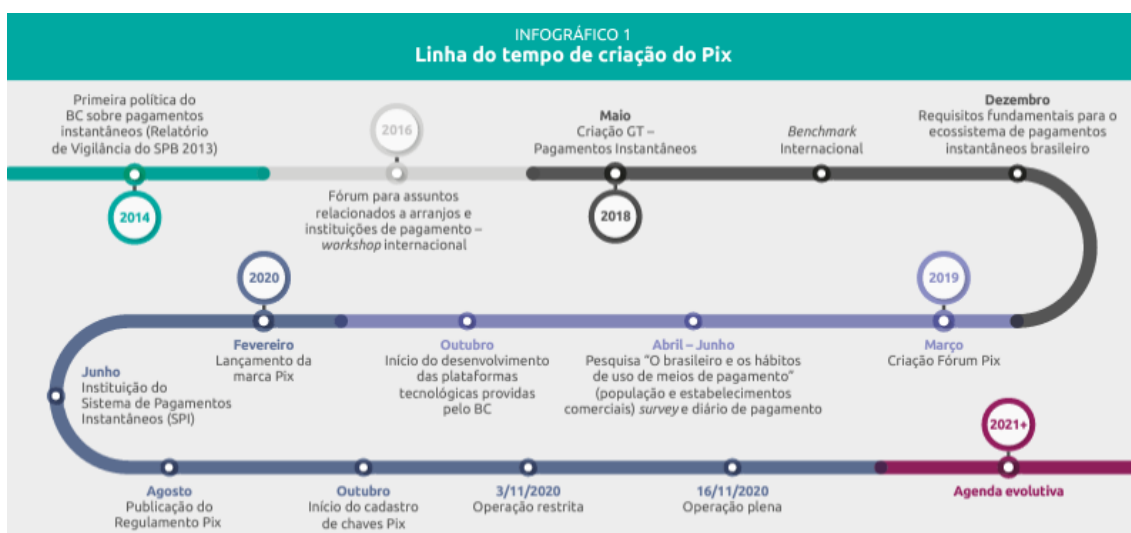 INFOGRÁFICO 1
Linha do tempo de criação do Pix
Primeira política do
BC sobre pagamentos
instantâneos (Relatório
de Vigilância do SPB 2013)
2014
2016
Fórum para assuntos
relacionados a arranjos e
instituições de pagamento –
workshop internacional
Maio
Criação GT –
Pagamentos Instantâneos
2018
Benchmark
Internacional
Dezembro
Requisitos fundamentais para o
ecossistema de pagamentos
instantâneos brasileiro
2019
Março
Criação Fórum Pix
Abril – Junho
Pesquisa “O brasileiro e os hábitos
de uso de meios de pagamento”
(população e estabelecimentos
comerciais) survey e diário de pagamento
Outubro
Início do desenvolvimento
das plataformas
tecnológicas providas
pelo BC
2020
Fevereiro
Lançamento da
marca Pix
Junho
Instituição do
Sistema de Pagamentos
Instantâneos (SPI)
Agosto
Publicação do
Regulamento Pix
Outubro
Início do cadastro
de chaves Pix
3/11/2020
Operação restrita
16/11/2020
Operação plena
2021+
Agenda evolutiva